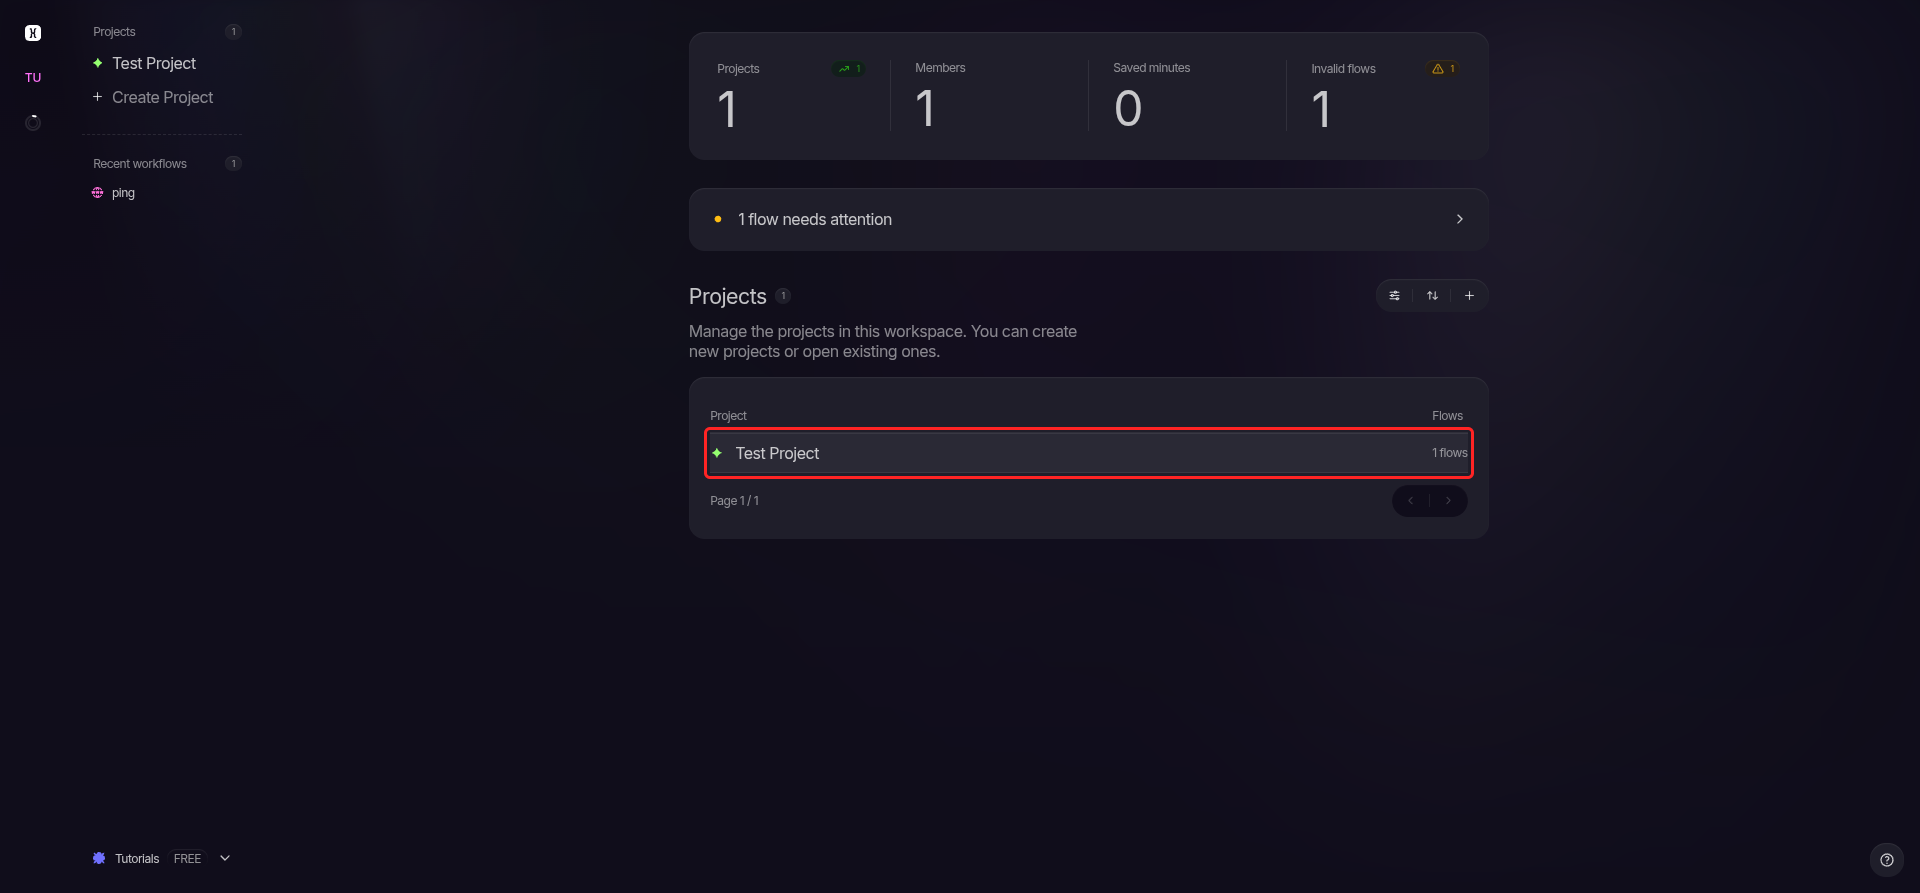 Projects 1
Test Project
Create Project
Recent workflows 1
ping
TU
Projects 1
1
Members
1
Saved minutes
0
Invalid flows 1
1
1 flow needs attention
Projects 1
Manage the projects in this workspace. You can create
new projects or open existing ones.
Project Flows
Test Project 1 flows
Page 1 / 1
Tutorials FREE